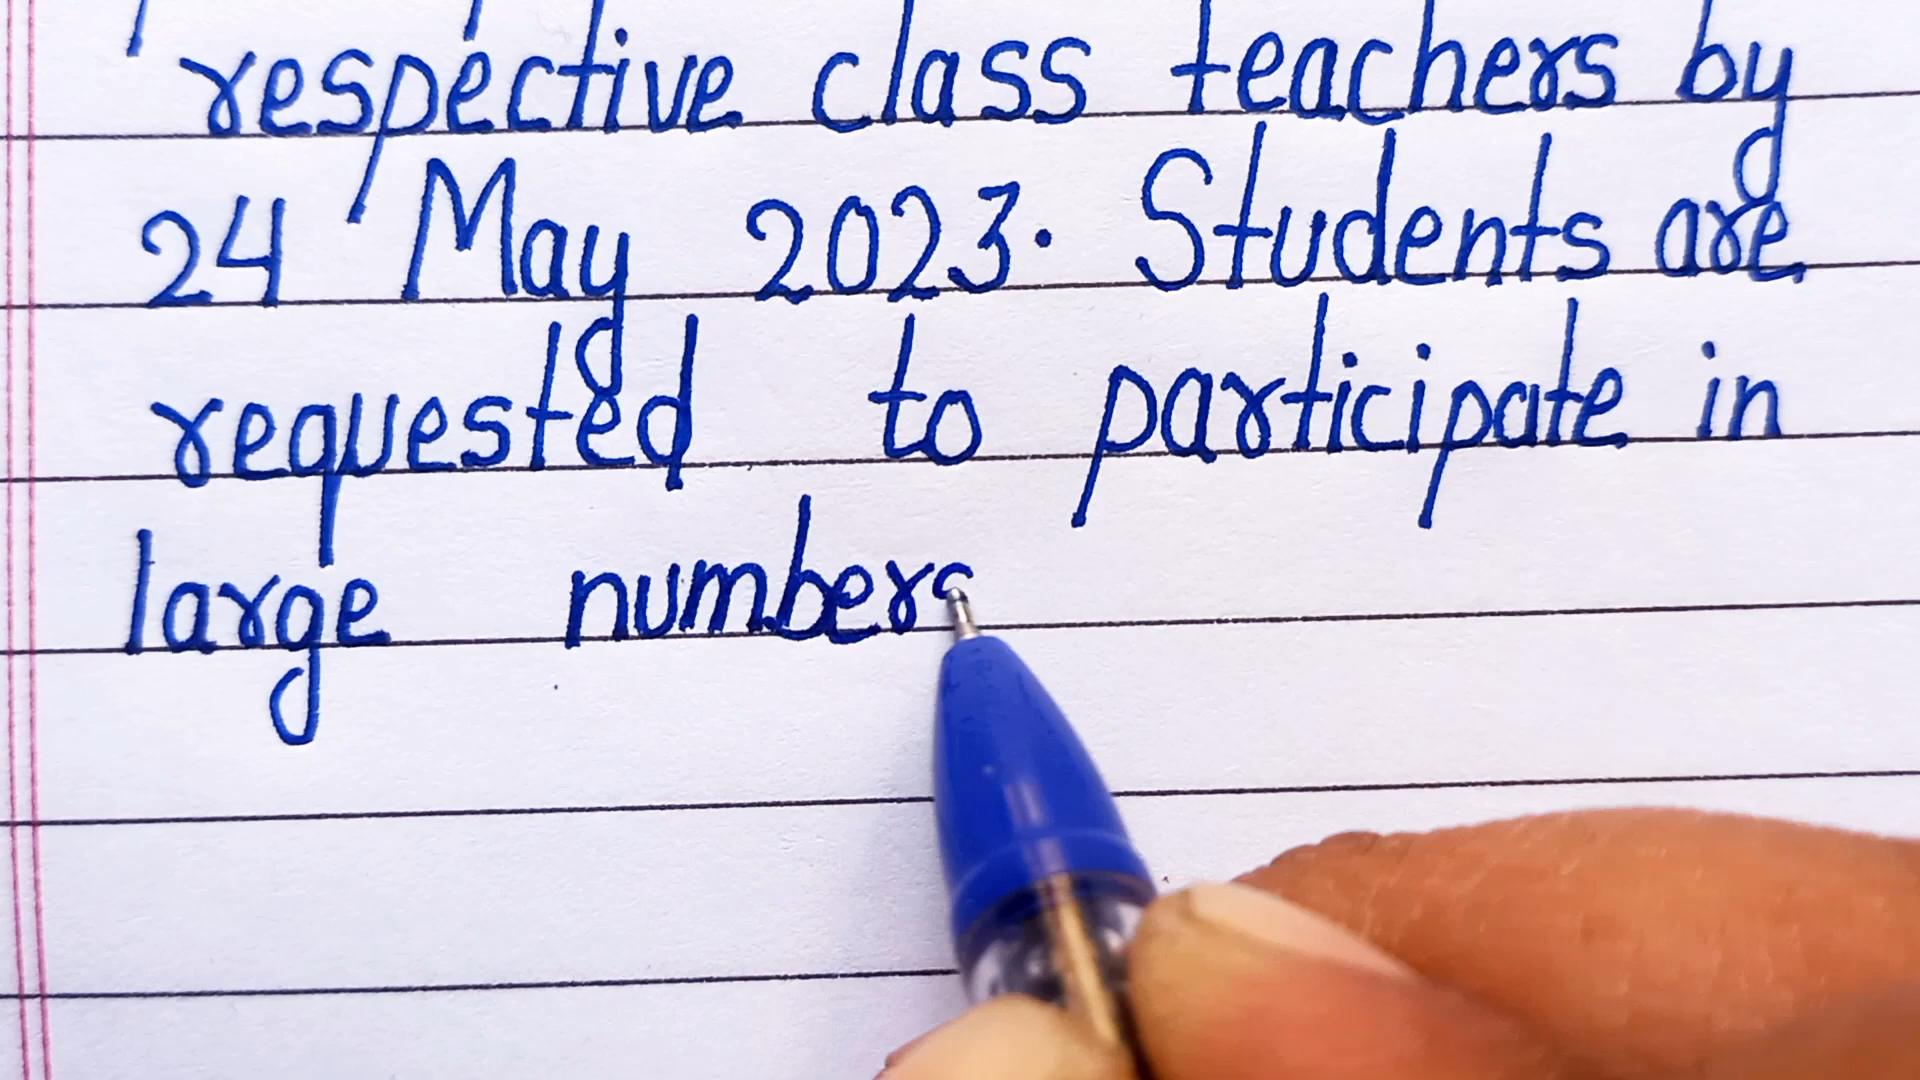 respective class teachers by
24 May 2023. Students are
requested to participate in
large numbers